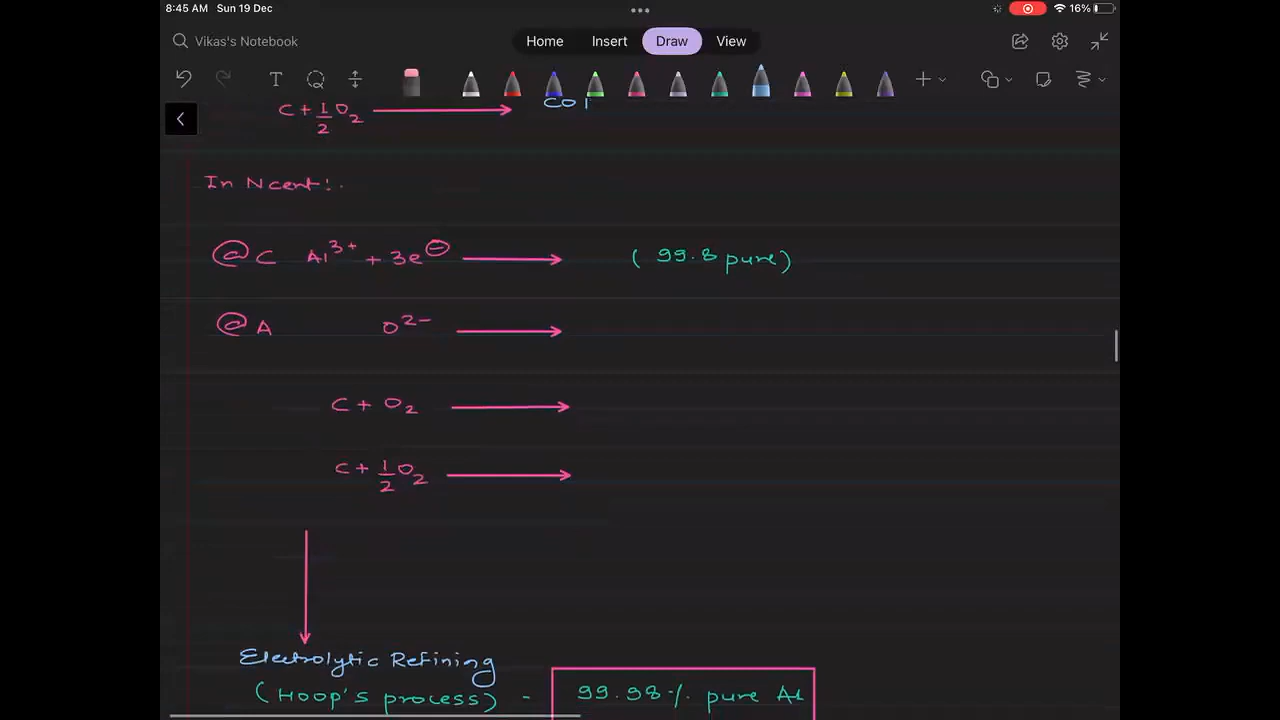 8:45 AM Sun 19 Dec
16%
Vikas's Notebook Home Insert Draw View
C + 1/2 O2 ⟶ CO↑
In Ncert:.
@ C Al3+ + 3e⊖ ⟶ (99.8 pure)
@ A O2− ⟶
C + O2 ⟶
C + 1/2 O2 ⟶
Electrolytic Refining
(Hoop's process) - 99.98% pure Al